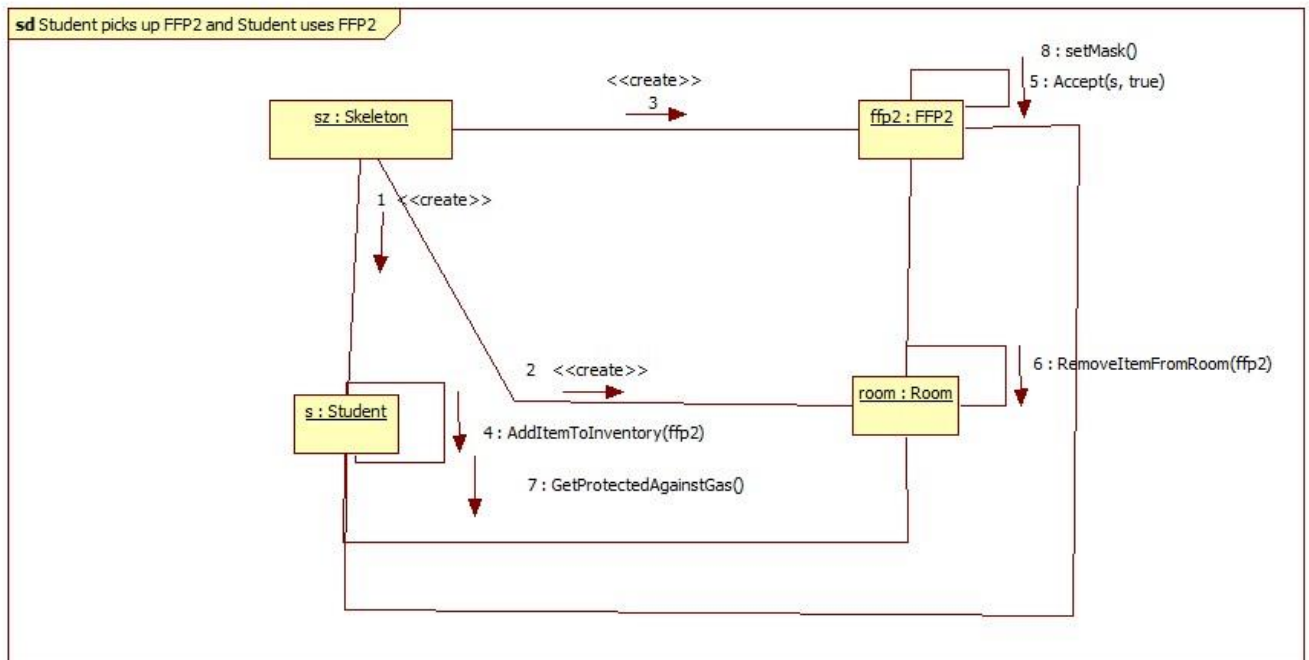 sd Student picks up FFP2 and Student uses FFP2
8 : setMask()
<<create>>
5 : Accept(s, true)
3
sz : Skeleton
ffp2 : FFP2
1 <<create>>
2 <<create>>
6 : RemoveItemFromRoom(ffp2)
room : Room
s : Student
4 : AddItemToInventory(ffp2)
7 : GetProtectedAgainstGas()